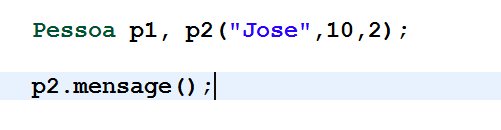 Pessoa p1, p2("Jose",10,2);
p2.mensage();